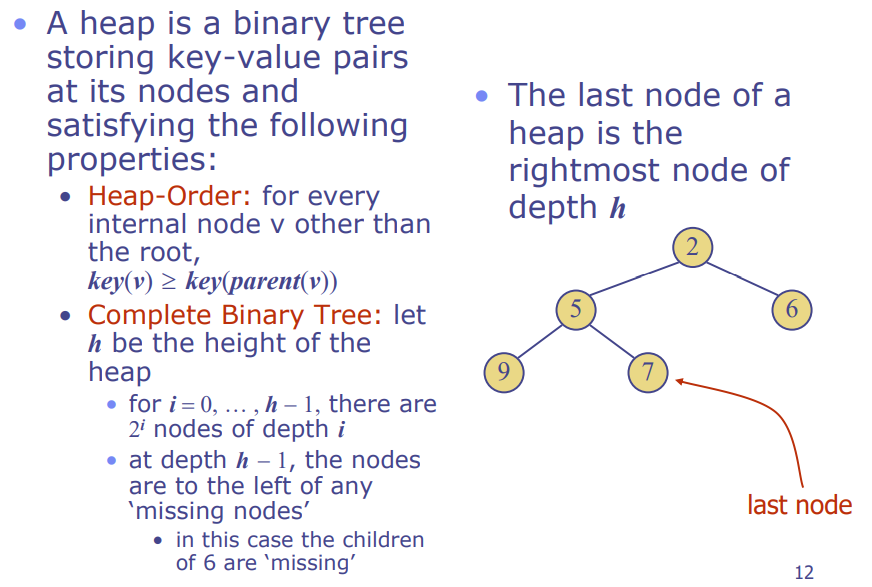 • A heap is a binary tree
storing key-value pairs
at its nodes and
satisfying the following
properties:
• Heap-Order: for every
internal node v other than
the root,
key(v) ≥ key(parent(v))
• Complete Binary Tree: let
h be the height of the
heap
• for i = 0, … , h – 1, there are
2ⁱ nodes of depth i
• at depth h – 1, the nodes
are to the left of any
‘missing nodes’
• in this case the children
of 6 are ‘missing’
• The last node of a
heap is the
rightmost node of
depth h
2
5
6
9
7
last node
12